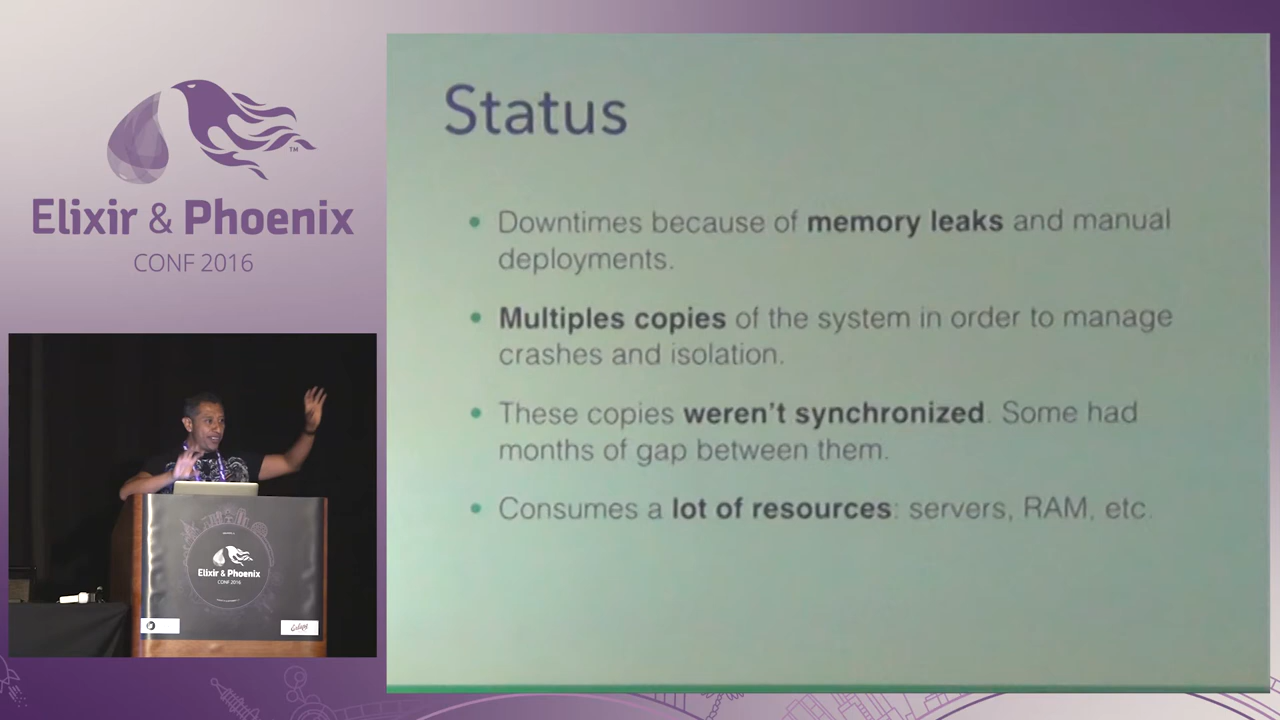 Elixir & Phoenix
TM
CONF 2016
Status
• Downtimes because of memory leaks and manual
deployments.
• Multiples copies of the system in order to manage
crashes and isolation.
• These copies weren't synchronized. Some had
months of gap between them.
• Consumes a lot of resources: servers, RAM, etc.
Elixir & Phoenix
CONF 2016